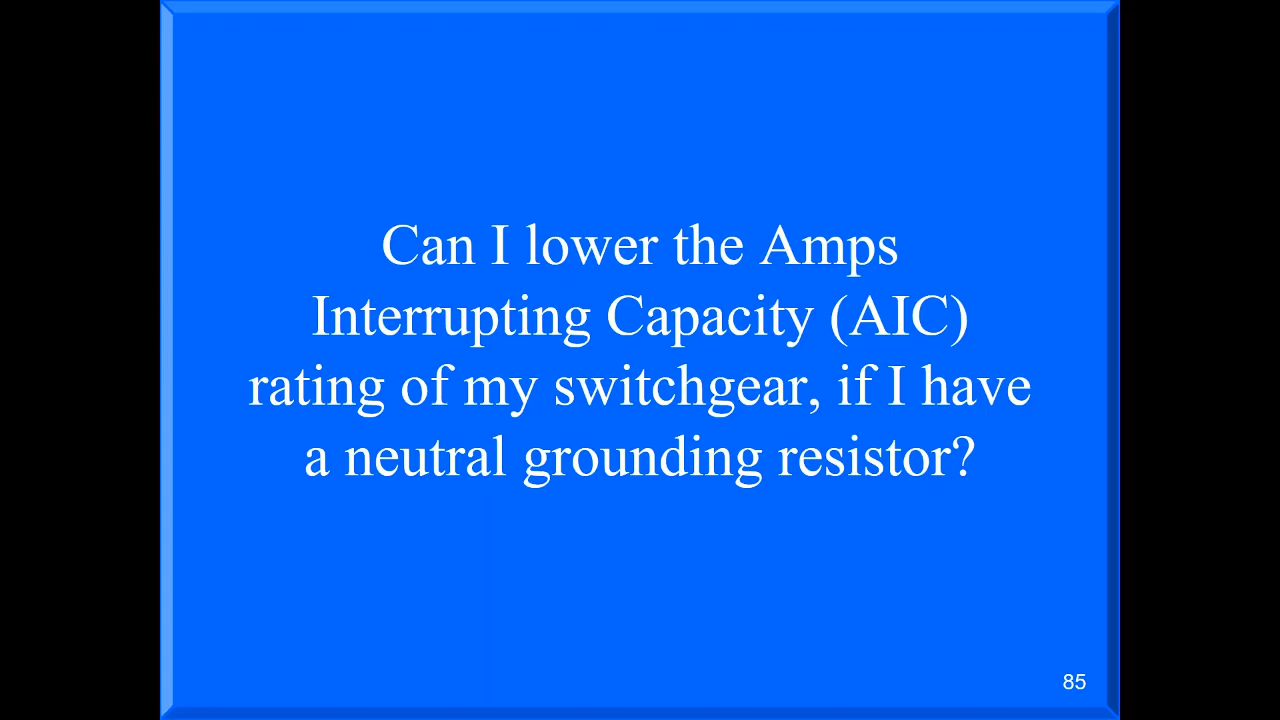 Can I lower the Amps
Interrupting Capacity (AIC)
rating of my switchgear, if I have
a neutral grounding resistor?
85